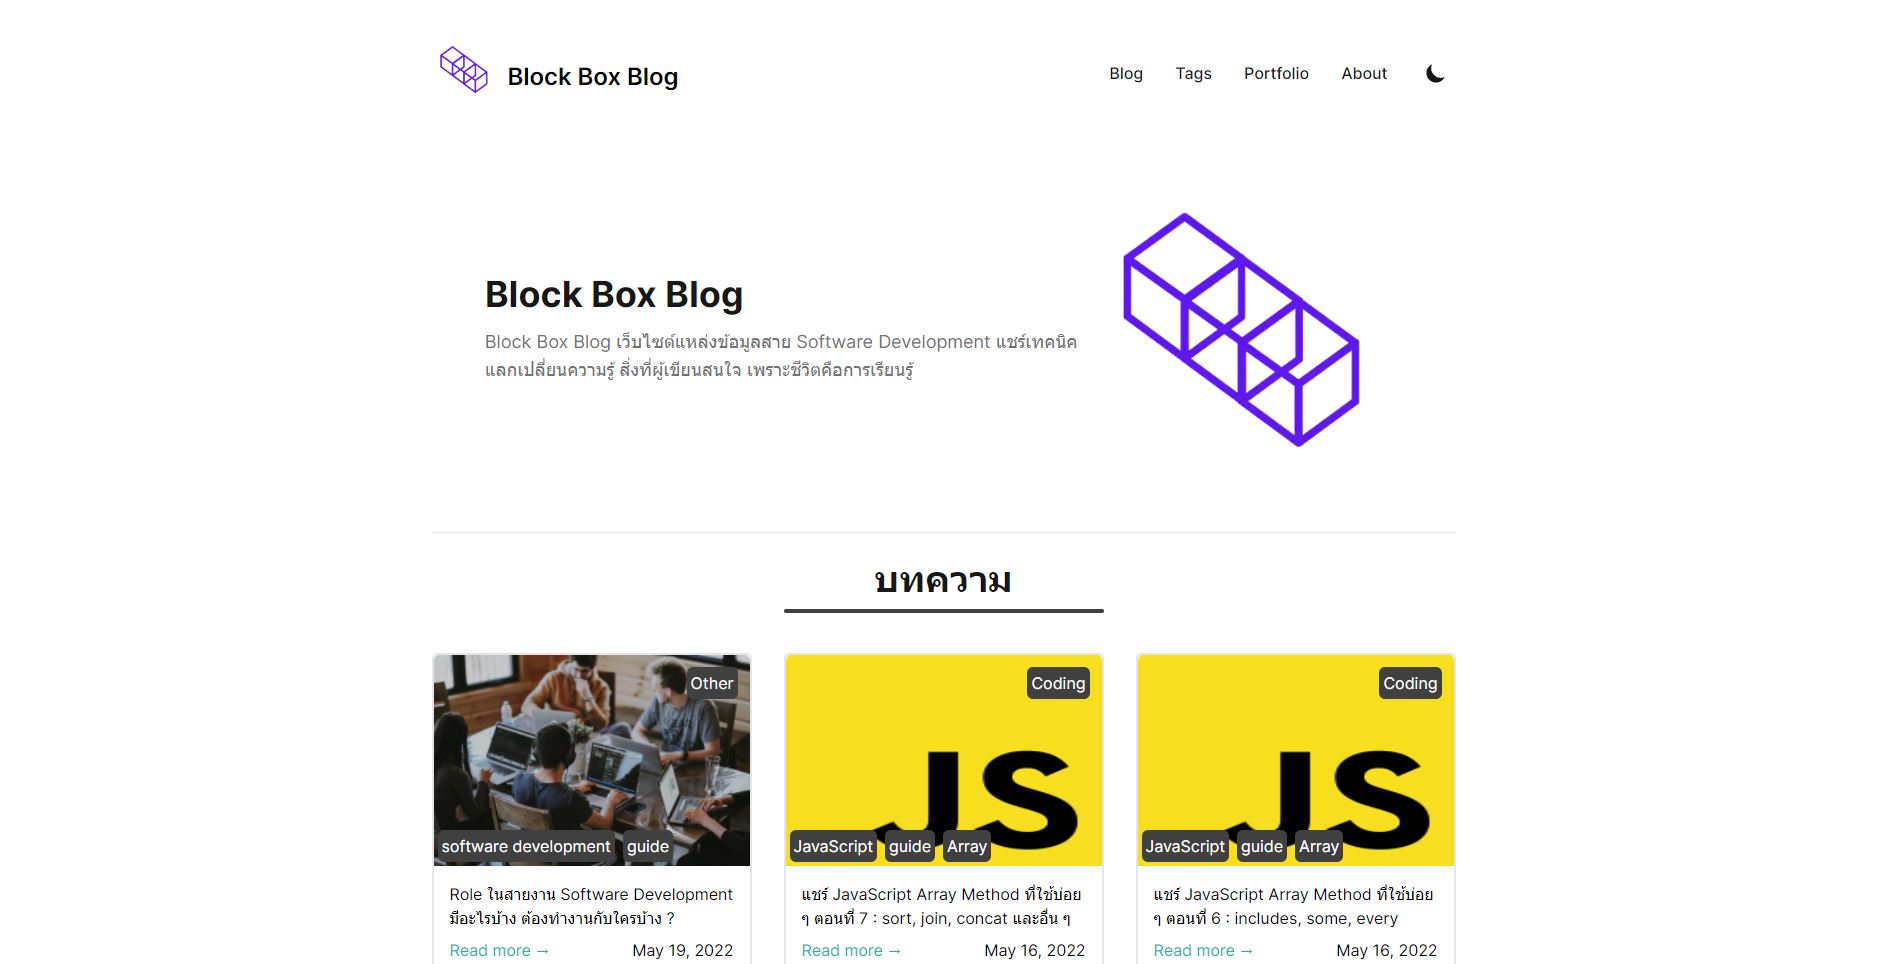 Block Box Blog
Blog Tags Portfolio About
Block Box Blog
Block Box Blog เว็บไซต์แหล่งข้อมูลสาย Software Development แชร์เทคนิค
แลกเปลี่ยนความรู้ สิ่งที่ผู้เขียนสนใจ เพราะชีวิตคือการเรียนรู้
บทความ
Other
software development guide
Role ในสายงาน Software Development
มีอะไรบ้าง ต้องทำงานกับใครบ้าง ?
Read more → May 19, 2022
Coding
JS
JavaScript guide Array
แชร์ JavaScript Array Method ที่ใช้บ่อย
ๆ ตอนที่ 7 : sort, join, concat และอื่น ๆ
Read more → May 16, 2022
Coding
JS
JavaScript guide Array
แชร์ JavaScript Array Method ที่ใช้บ่อย
ๆ ตอนที่ 6 : includes, some, every
Read more → May 16, 2022